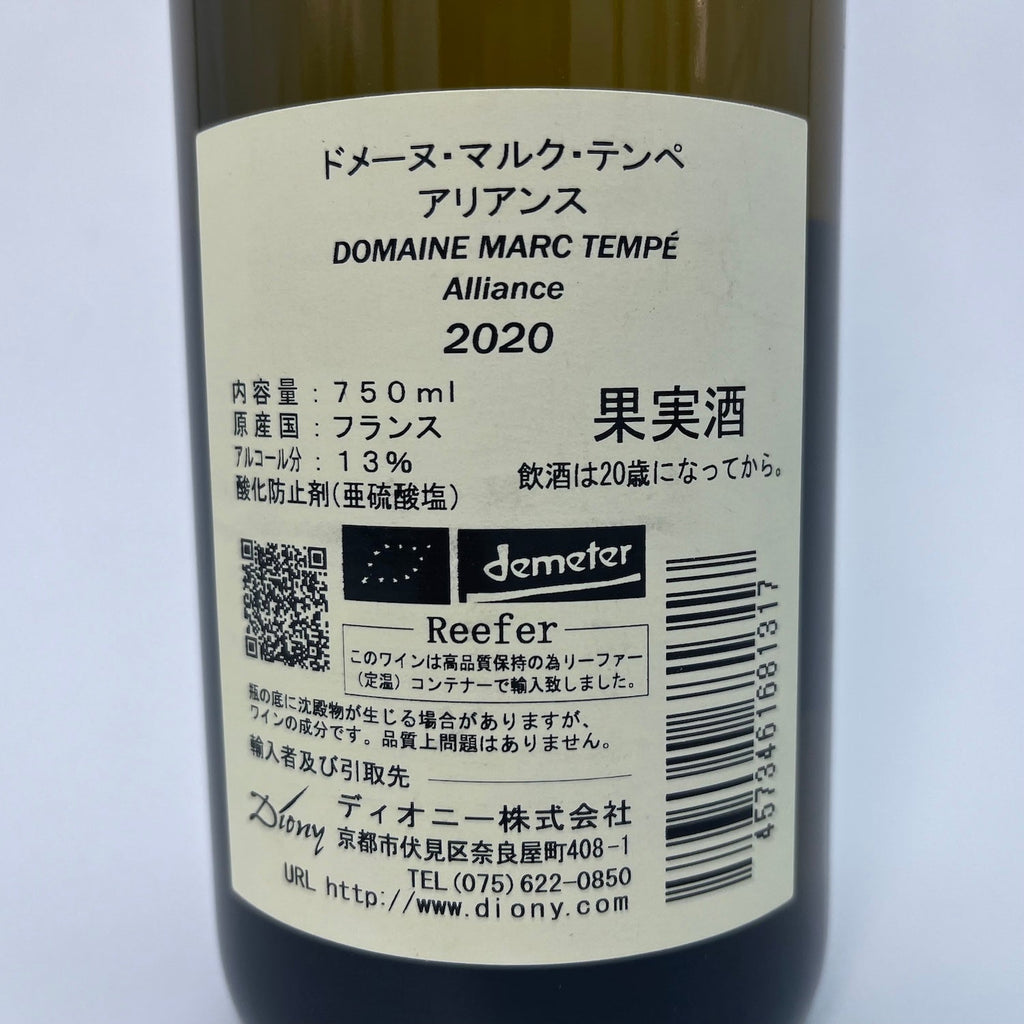 ドメーヌ・マルク・テンペ
アリアンス
DOMAINE MARC TEMPÉ
Alliance
2020
内容量：750ml
原産国：フランス
アルコール分：13%
酸化防止剤(亜硫酸塩)
果実酒
飲酒は20歳になってから。
demeter
Reefer
このワインは高品質保持の為リーファー
(定温)コンテナーで輸入致しました。
瓶の底に沈殿物が生じる場合がありますが、
ワインの成分です。品質上問題はありません。
輸入者及び引取先
Diony
ディオニー株式会社
京都市伏見区奈良屋町408-1
TEL(075)622-0850
URL http://www.diony.com
4573461681317